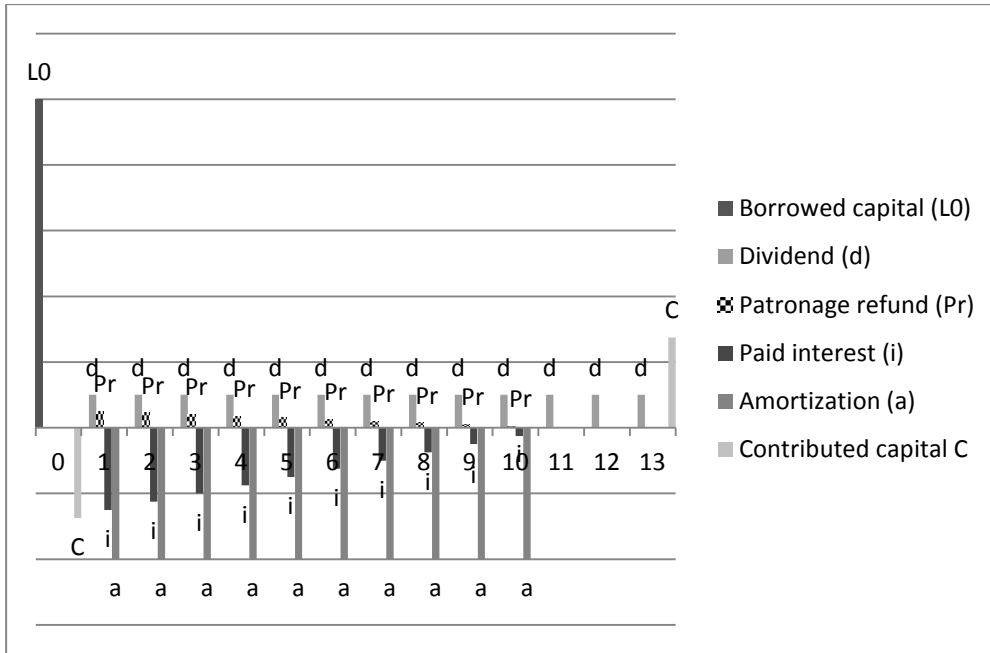 L0
C
d d d d d d d d d d d d d
Pr Pr Pr Pr Pr Pr Pr Pr Pr Pr
0 1 2 3 4 5 6 7 8 9 10 11 12 13
i i i i i i i i i i
C
a a a a a a a a a a
Borrowed capital (L0)
Dividend (d)
Patronage refund (Pr)
Paid interest (i)
Amortization (a)
Contributed capital C